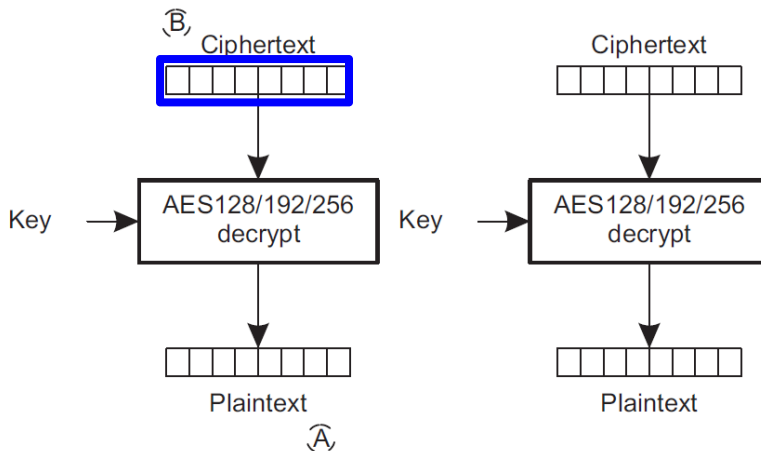 B
Ciphertext
Ciphertext
Key
AES128/192/256
decrypt
Key
AES128/192/256
decrypt
Plaintext
Plaintext
A